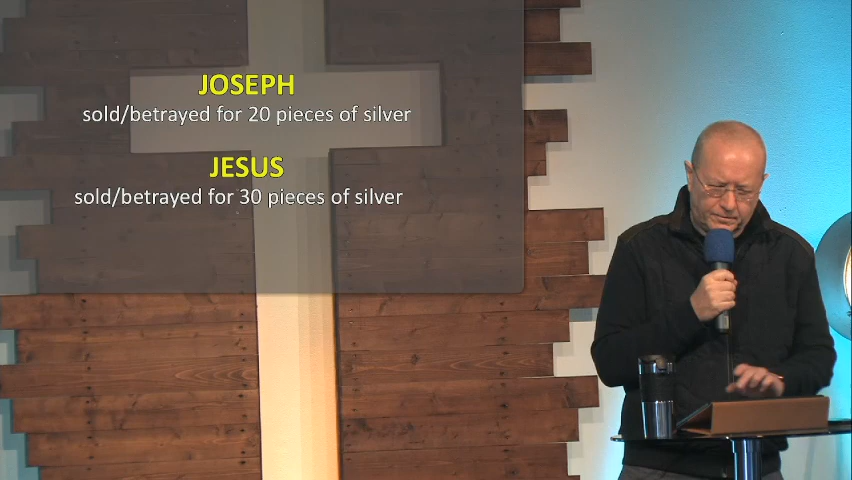 JOSEPH
sold/betrayed for 20 pieces of silver
JESUS
sold/betrayed for 30 pieces of silver